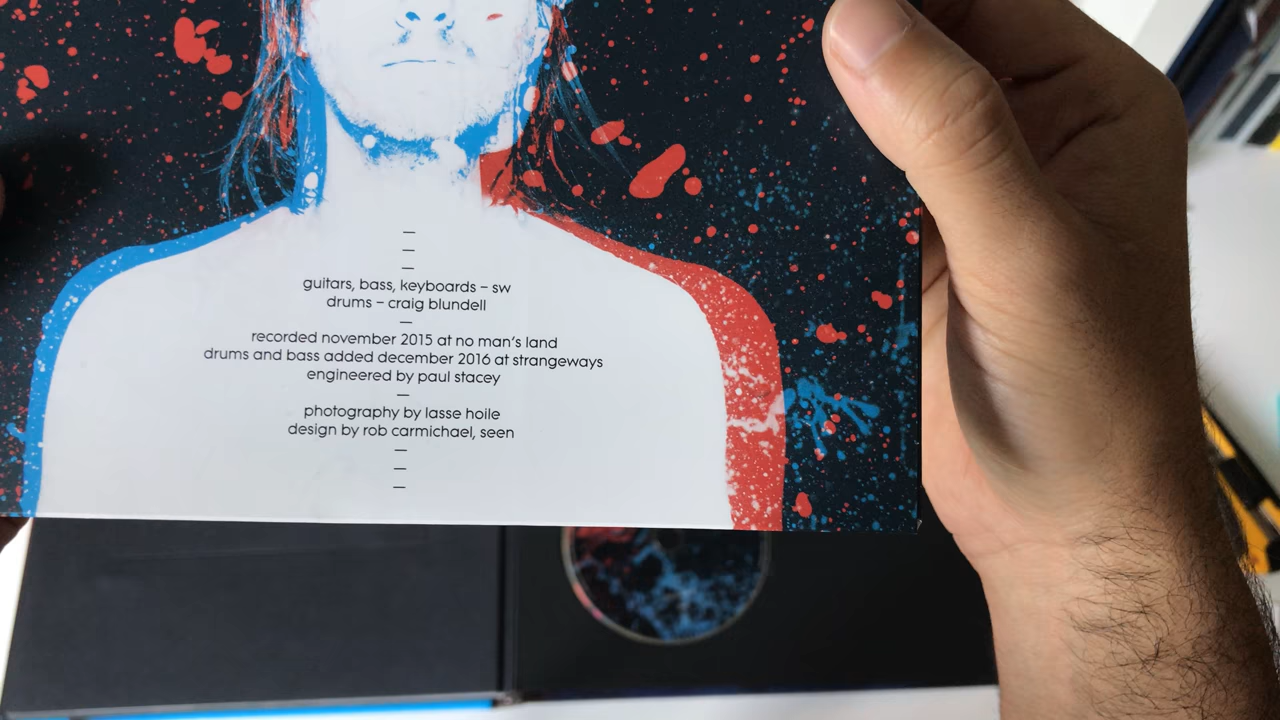 —
—
—
guitars, bass, keyboards – sw
drums – craig blundell
—
recorded november 2015 at no man's land
drums and bass added december 2016 at strangeways
engineered by paul stacey
—
photography by lasse hoile
design by rob carmichael, seen
—
—
—